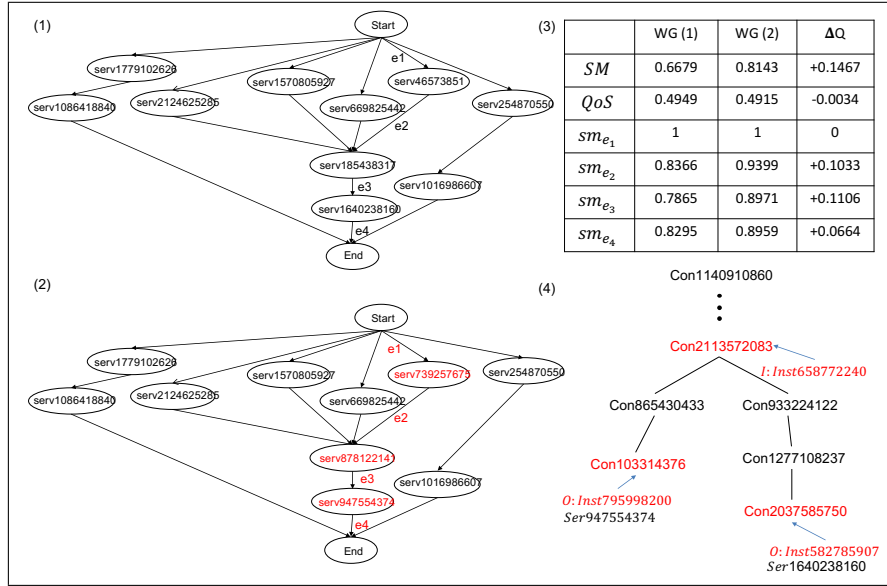 (1)
Start
e1
serv1779102626
serv1570805927
serv46573851
serv1086418840
serv2124625285
serv669825442
serv254870550
e2
serv185438317
e3
serv1016986607
serv1640238160
e4
End
(2)
Start
e1
serv1779102626
serv1570805927
serv739257675
serv254870550
serv1086418840
serv2124625285
serv669825442
e2
serv878122141
e3
serv1016986607
serv947554374
e4
End
(3)
WG (1) WG (2) ΔQ
SM 0.6679 0.8143 +0.1467
QoS 0.4949 0.4915 -0.0034
sm_e1 1 1 0
sm_e2 0.8366 0.9399 +0.1033
sm_e3 0.7865 0.8971 +0.1106
sm_e4 0.8295 0.8959 +0.0664
(4)
Con1140910860
Con2113572083
I:Inst658772240
Con865430433
Con933224122
Con103314376
Con1277108237
O:Inst795998200
Ser947554374
Con2037585750
O:Inst582785907
Ser1640238160